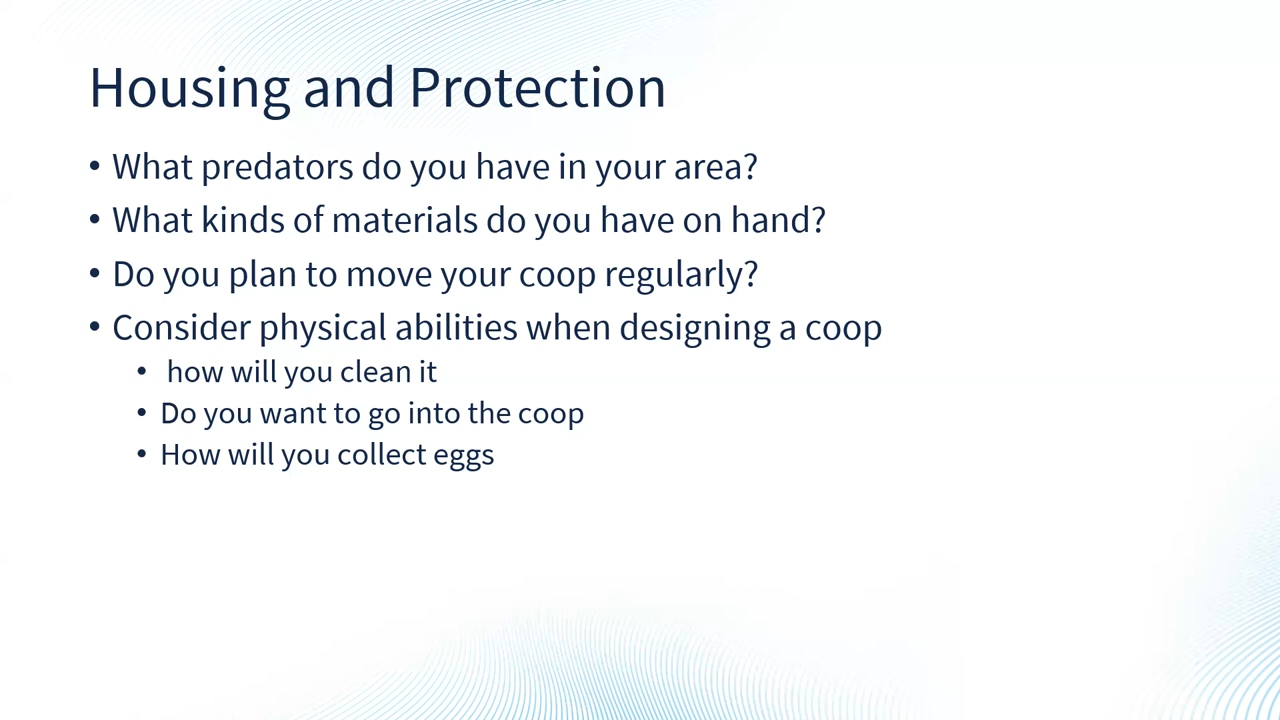 Housing and Protection
• What predators do you have in your area?
• What kinds of materials do you have on hand?
• Do you plan to move your coop regularly?
• Consider physical abilities when designing a coop
• how will you clean it
• Do you want to go into the coop
• How will you collect eggs